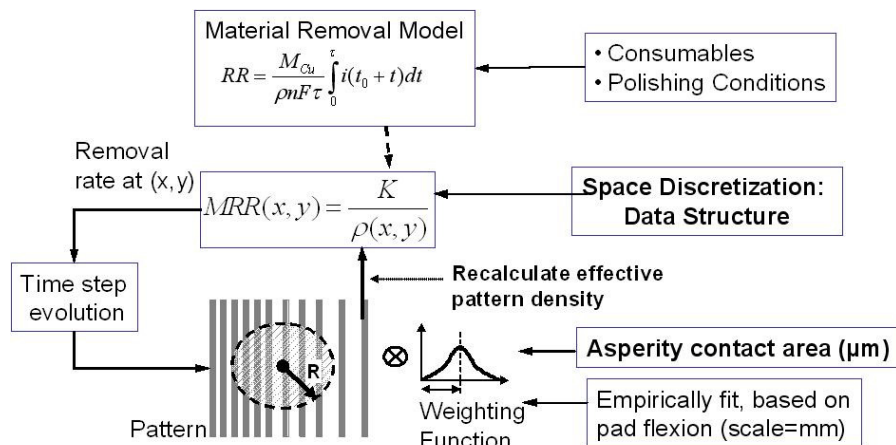 Material Removal Model
RR = \frac{M_{Cu}}{\rho n F \tau} \int_{0}^{\tau} i(t_0 + t)dt
• Consumables
• Polishing Conditions
Removal
rate at (x,y)
MRR(x, y) = \frac{K}{\rho(x, y)}
Space Discretization:
Data Structure
Time step
evolution
Recalculate effective
pattern density
R
⊗
Asperity contact area (µm)
Pattern
Weighting
Function
Empirically fit, based on
pad flexion (scale=mm)